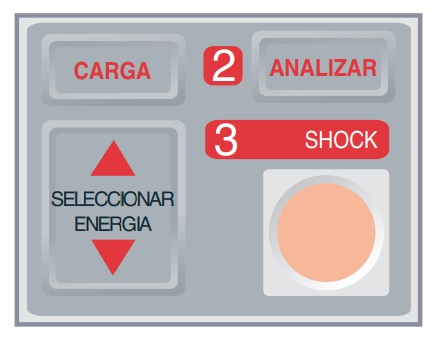 CARGA
2 ANALIZAR
3 SHOCK
SELECCIONAR
ENERGIA